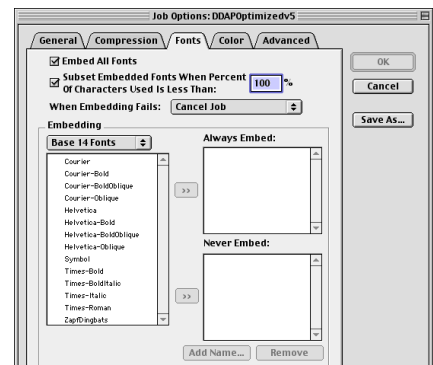 Job Options: DDAPOptimizedv5
General
Compression
Fonts
Color
Advanced
Embed All Fonts
Subset Embedded Fonts When Percent
Of Characters Used Is Less Than:
100 %
When Embedding Fails:
Cancel Job
Embedding
Base 14 Fonts
Courier
Courier-Bold
Courier-BoldOblique
Courier-Oblique
Helvetica
Helvetica-Bold
Helvetica-BoldOblique
Helvetica-Oblique
Symbol
Times-Bold
Times-BoldItalic
Times-Italic
Times-Roman
ZapfDingbats
>>
>>
Always Embed:
Never Embed:
Add Name...
Remove
OK
Cancel
Save As...